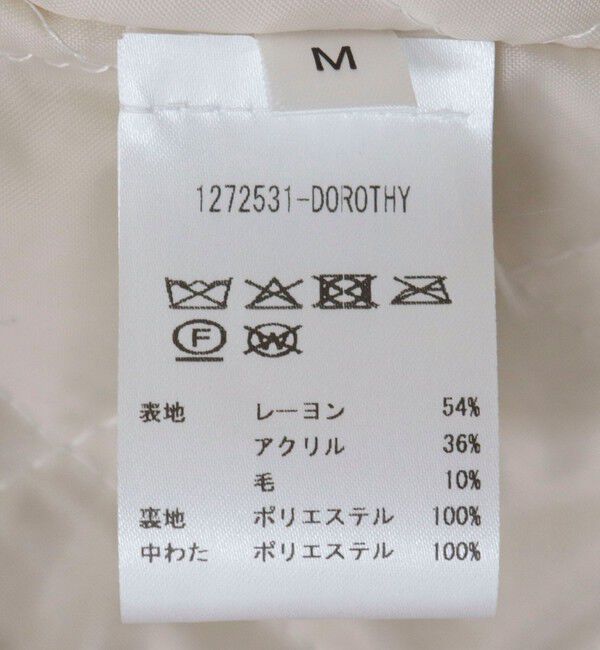 M
1272531-DOROTHY
F W
表地 レーヨン 54%
アクリル 36%
毛 10%
裏地 ポリエステル 100%
中わた ポリエステル 100%